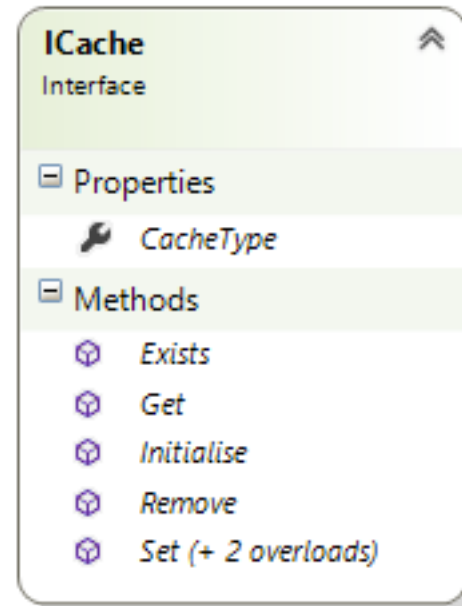 ICache
Interface
Properties
CacheType
Methods
Exists
Get
Initialise
Remove
Set (+ 2 overloads)